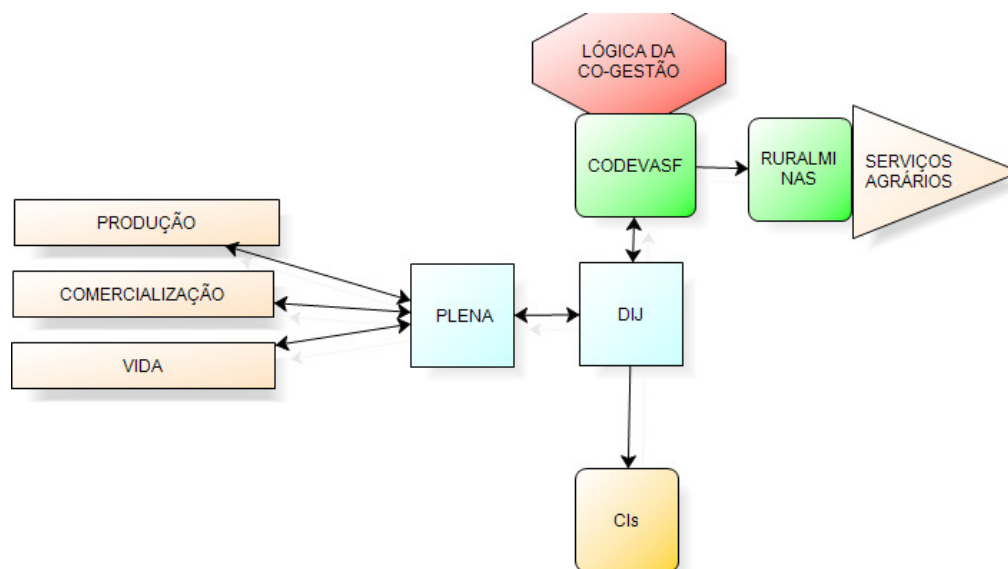 LÓGICA DA
CO-GESTÃO
CODEVASF
RURALMI
NAS
SERVIÇOS
AGRÁRIOS
PRODUÇÃO
COMERCIALIZAÇÃO
VIDA
PLENA
DIJ
CIs